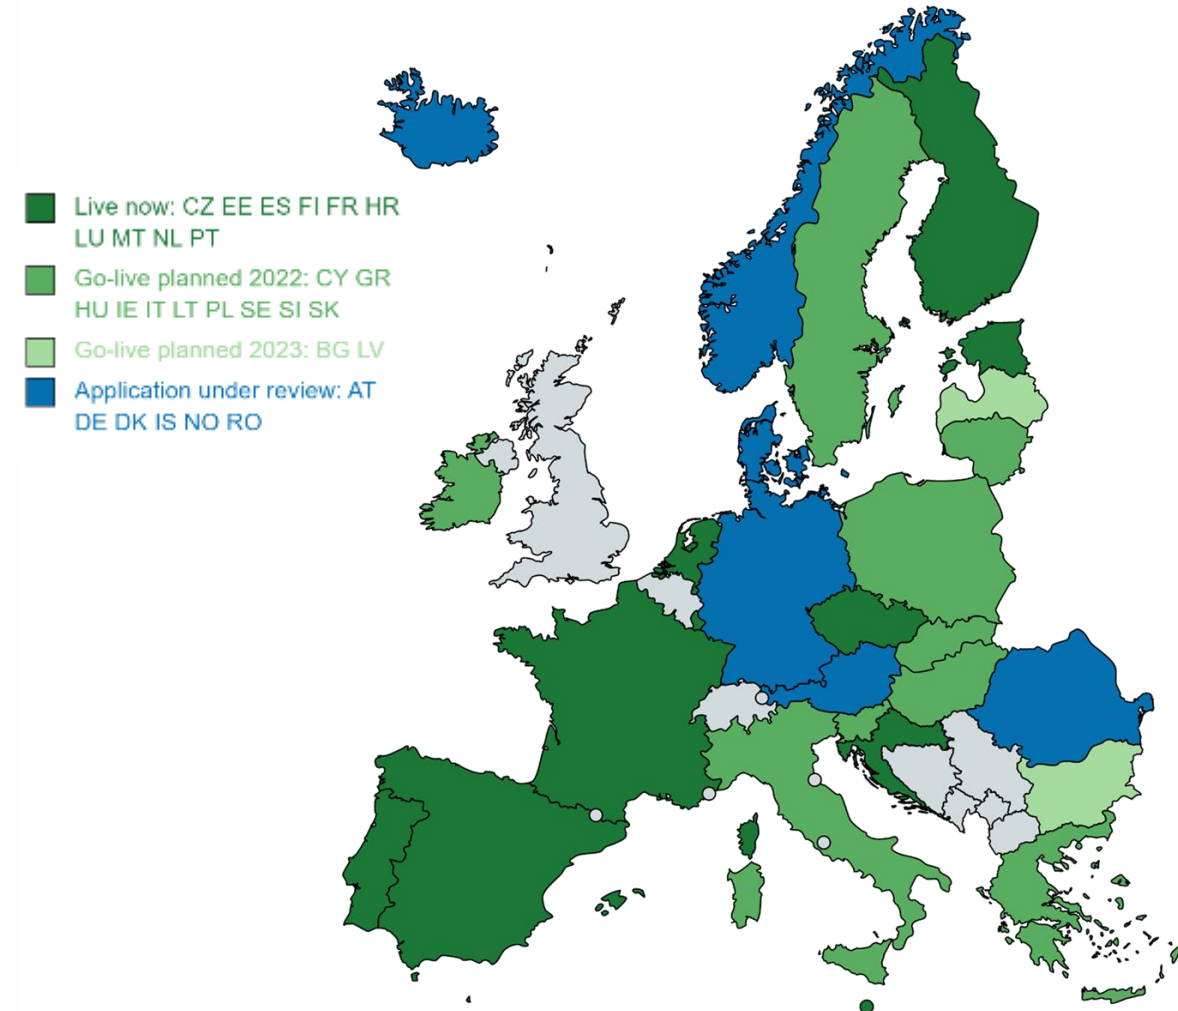 Live now: CZ EE ES FI FR HR
LU MT NL PT
Go-live planned 2022: CY GR
HU IE IT LT PL SE SI SK
Go-live planned 2023: BG LV
Application under review: AT
DE DK IS NO RO